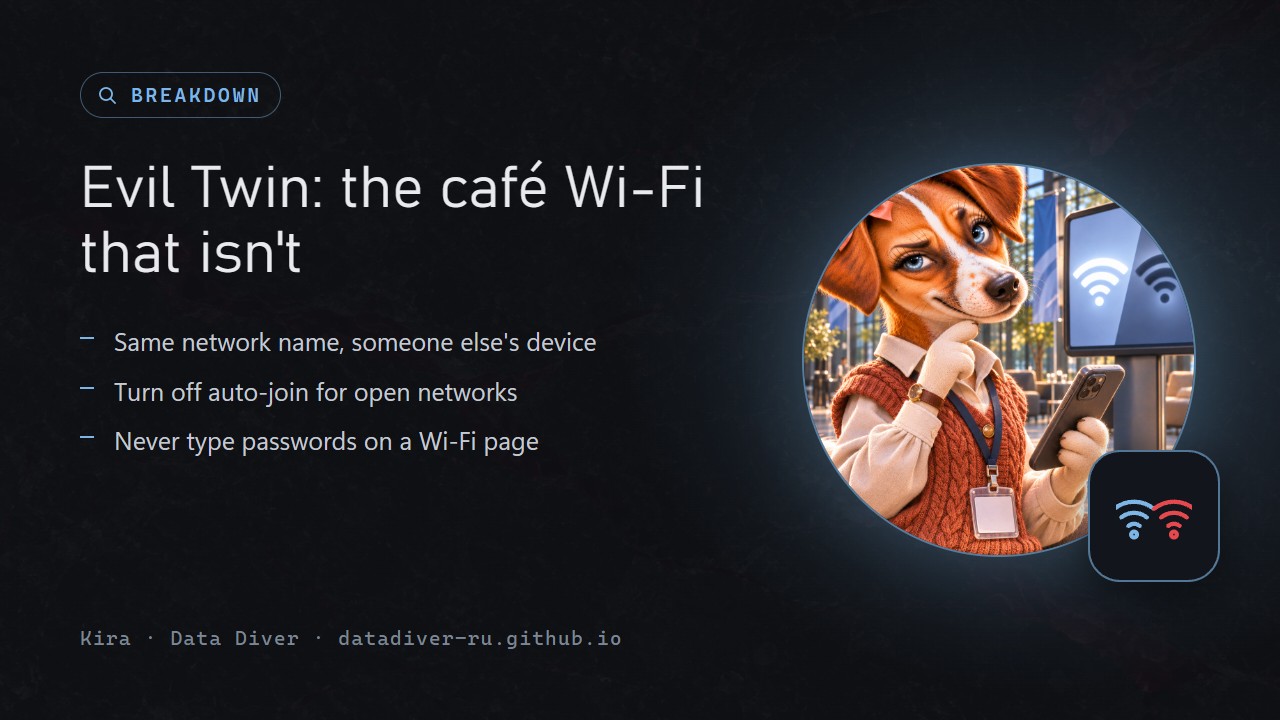 BREAKDOWN
Evil Twin: the café Wi-Fi
that isn't
Same network name, someone else's device
Turn off auto-join for open networks
Never type passwords on a Wi-Fi page
Kira · Data Diver · datadiver-ru.github.io